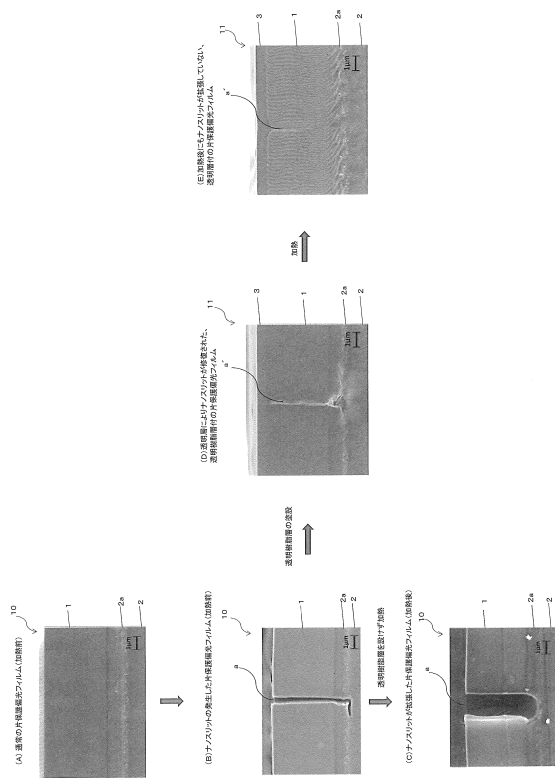 (A) 通常の片保護偏光フィルム(加熱前)
10
1
2a
2
1μm
(B)ナノスリットの発生した片保護偏光フィルム(加熱前)
10
a
1
2a
2
1μm
透明樹脂層を設けず加熱
(C)ナノスリットが拡張した片保護偏光フィルム(加熱後)
10
a
1
2a
2
1μm
透明樹脂層の塗設
(D)透明層によりナノスリットが修復された、
透明樹脂層付の片保護偏光フィルム
11
a'
3
1
2a
2
1μm
加熱
(E)加熱後にもナノスリットが拡張していない、
透明層付の片保護偏光フィルム
11
a'
3
1
2a
2
1μm